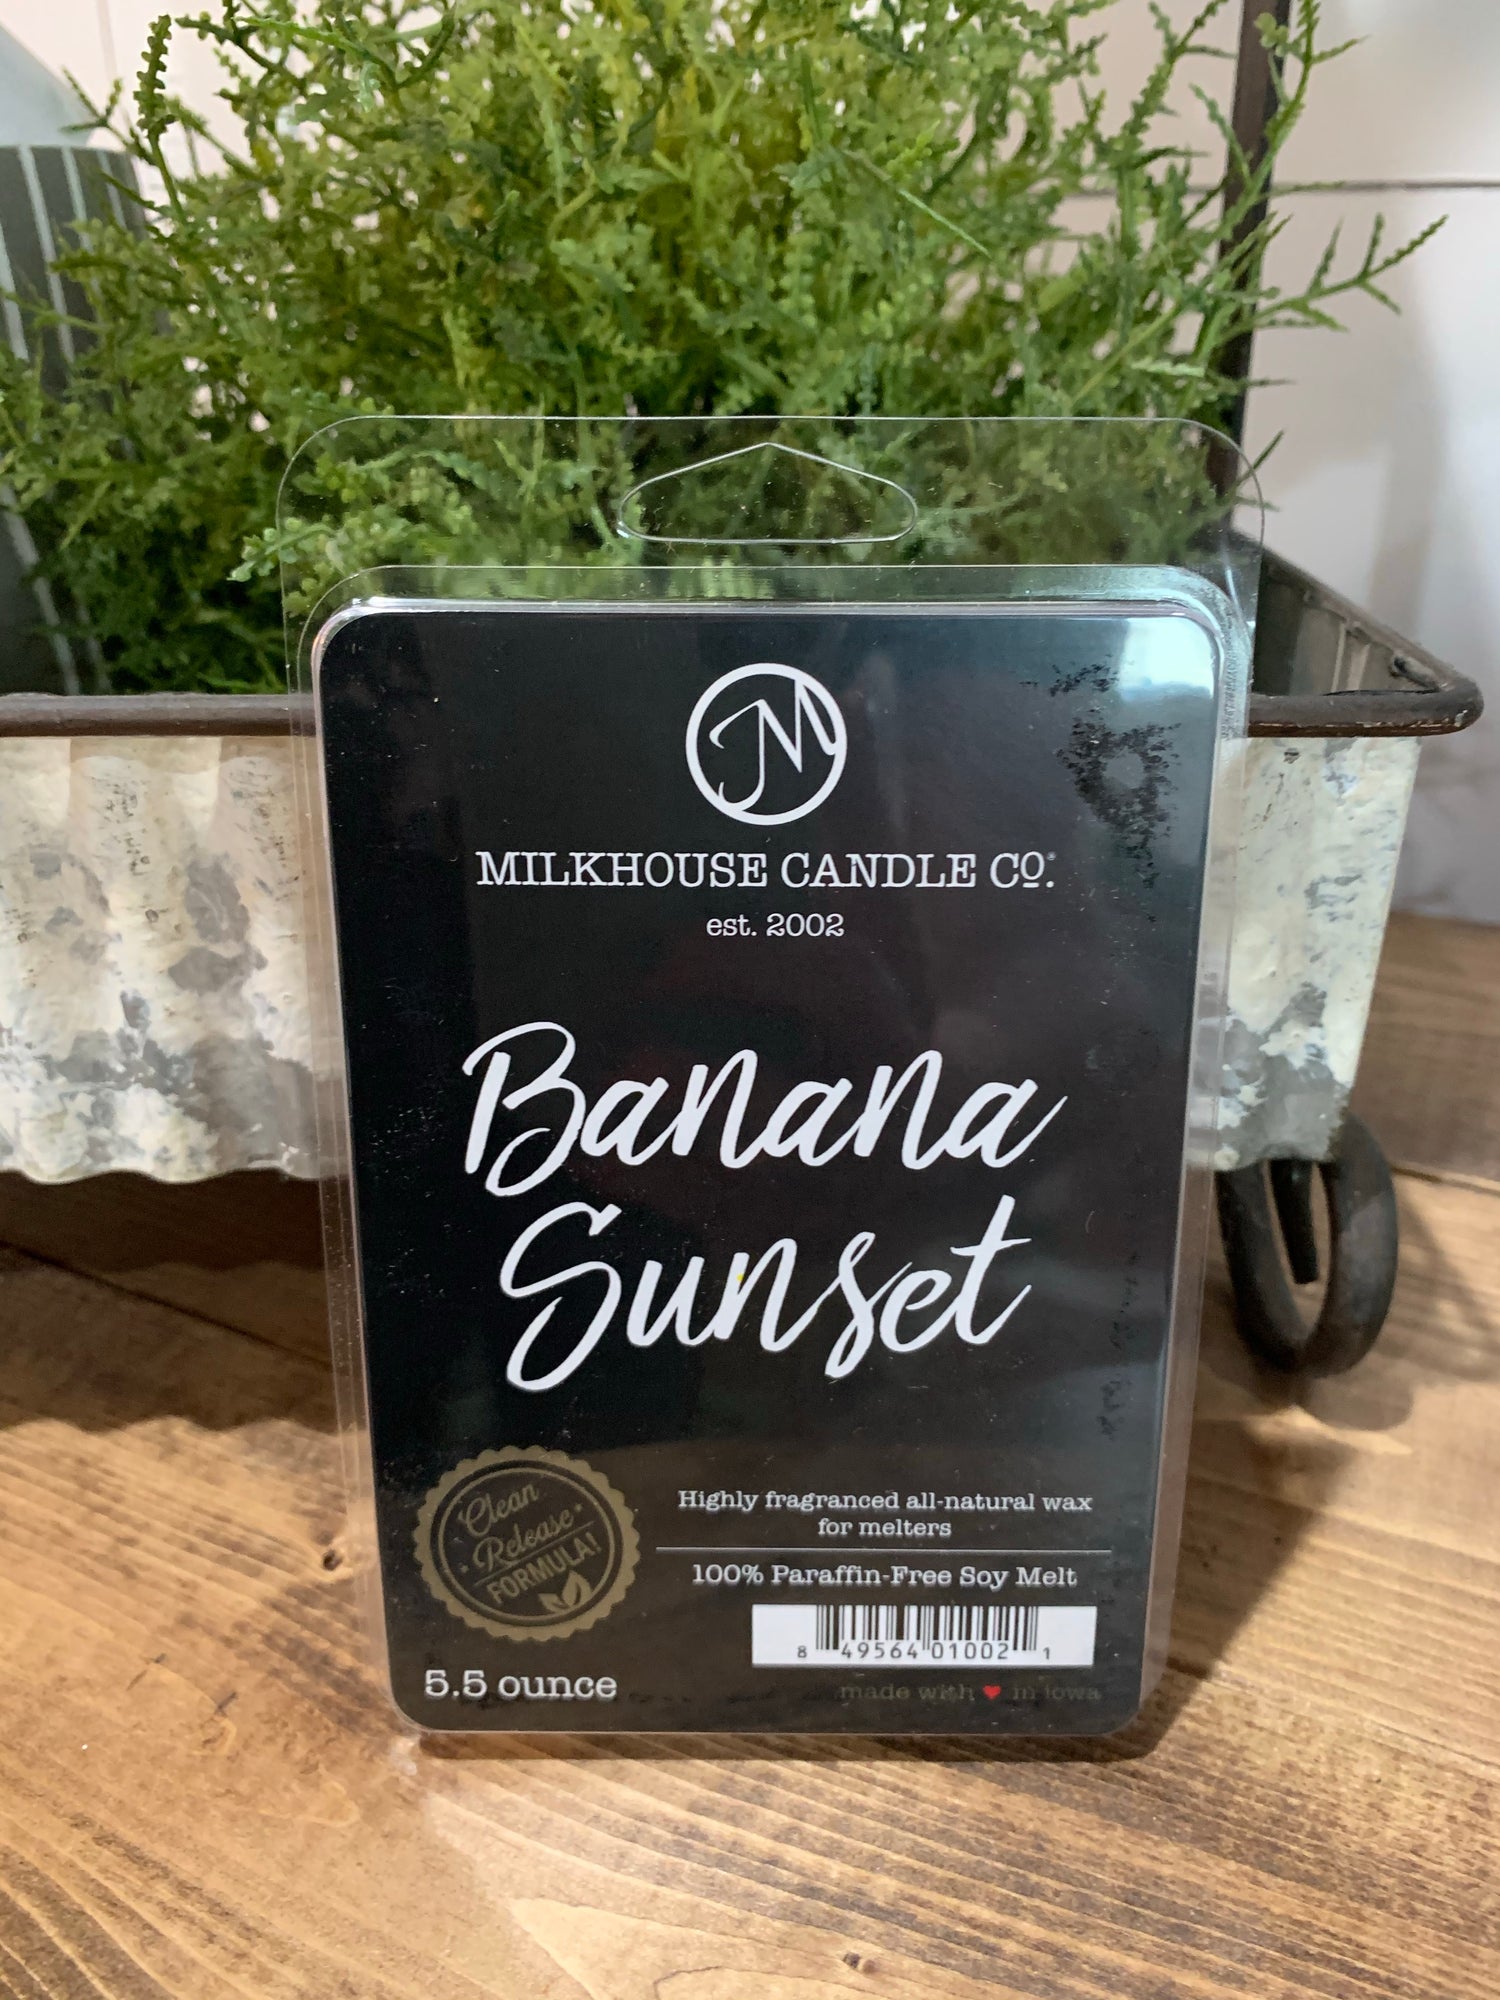 M
MILKHOUSE CANDLE CO®.
est. 2002
Banana
Sunset
Clean
Release
FORMULA!
Highly fragranced all-natural wax
for melters
100% Paraffin-Free Soy Melt
8 49564 01002 1
5.5 ounce
made with ♥ in Iowa